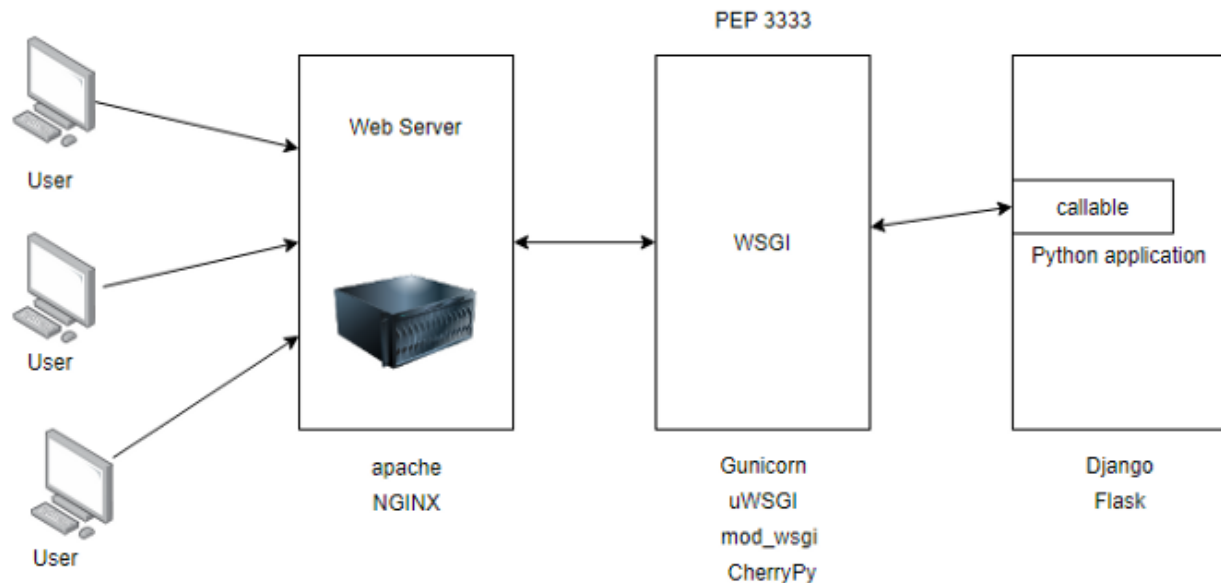 PEP 3333
Web Server
WSGI
callable
Python application
User
User
User
apache
NGINX
Gunicorn
uWSGI
mod_wsgi
CherryPy
Django
Flask